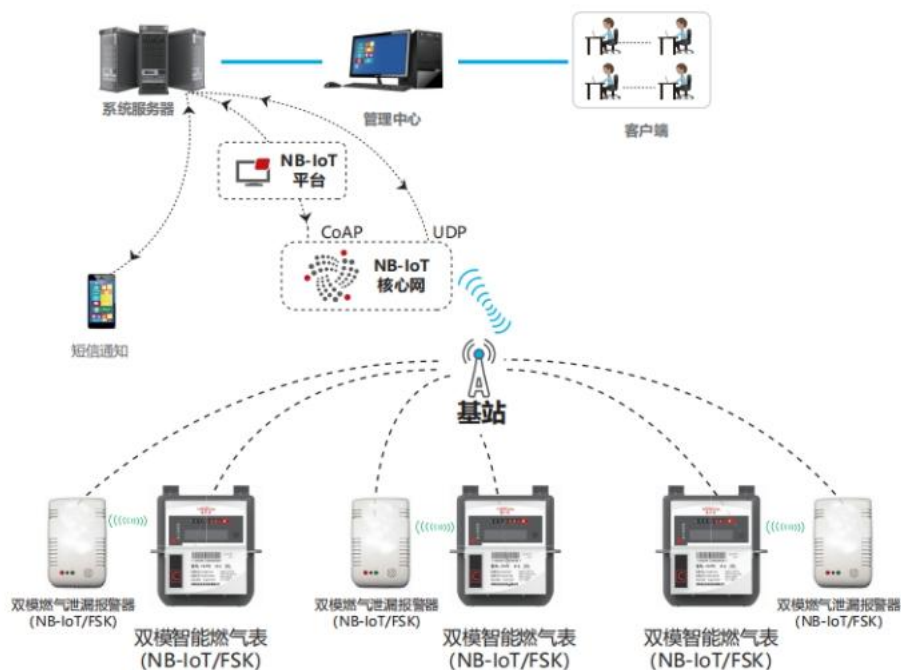 系统服务器
管理中心
客户端
NB-IoT
平台
CoAP
UDP
NB-IoT
核心网
短信通知
基站
双模燃气泄漏报警器
(NB-IoT/FSK)
双模智能燃气表
(NB-IoT/FSK)
双模燃气泄漏报警器
(NB-IoT/FSK)
双模智能燃气表
(NB-IoT/FSK)
双模智能燃气表
(NB-IoT/FSK)
双模燃气泄漏报警器
(NB-IoT/FSK)